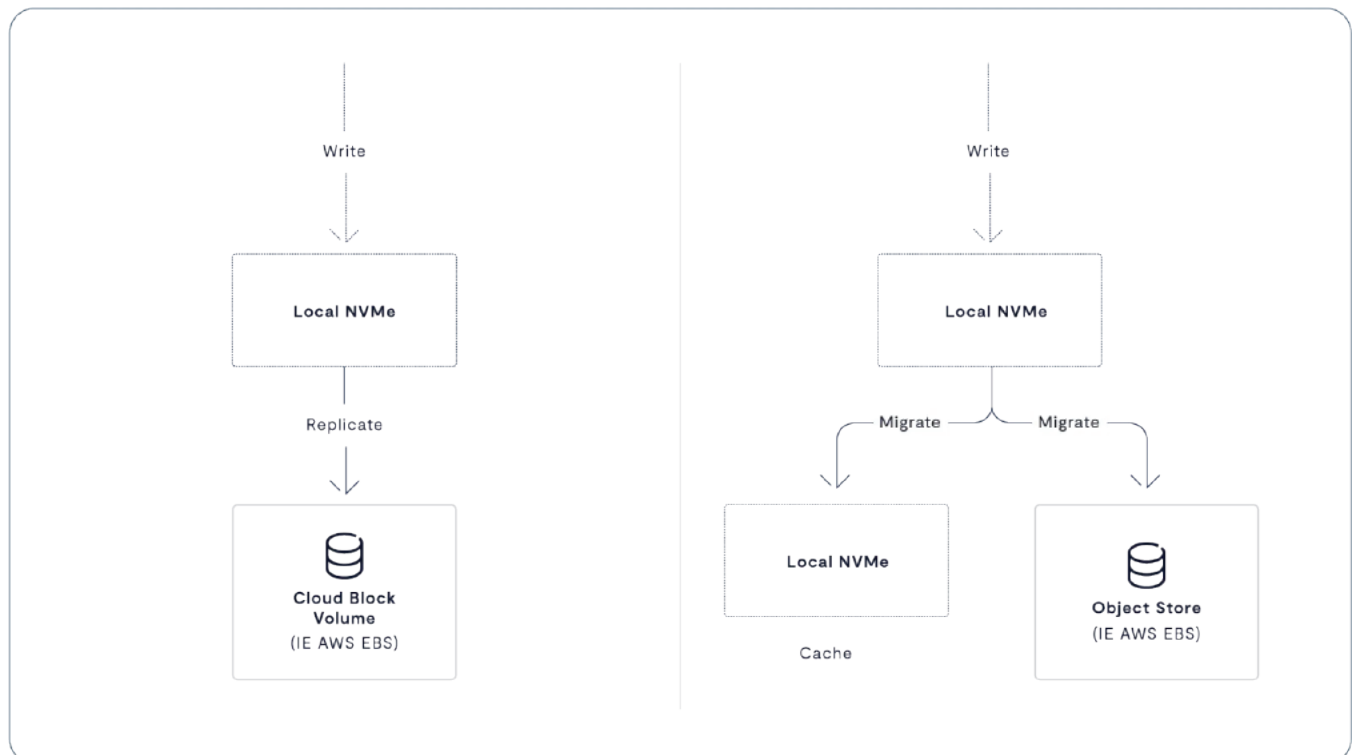 Write
Local NVMe
Replicate
Cloud Block
Volume
(IE AWS EBS)
Write
Local NVMe
Migrate
Migrate
Local NVMe
Cache
Object Store
(IE AWS EBS)